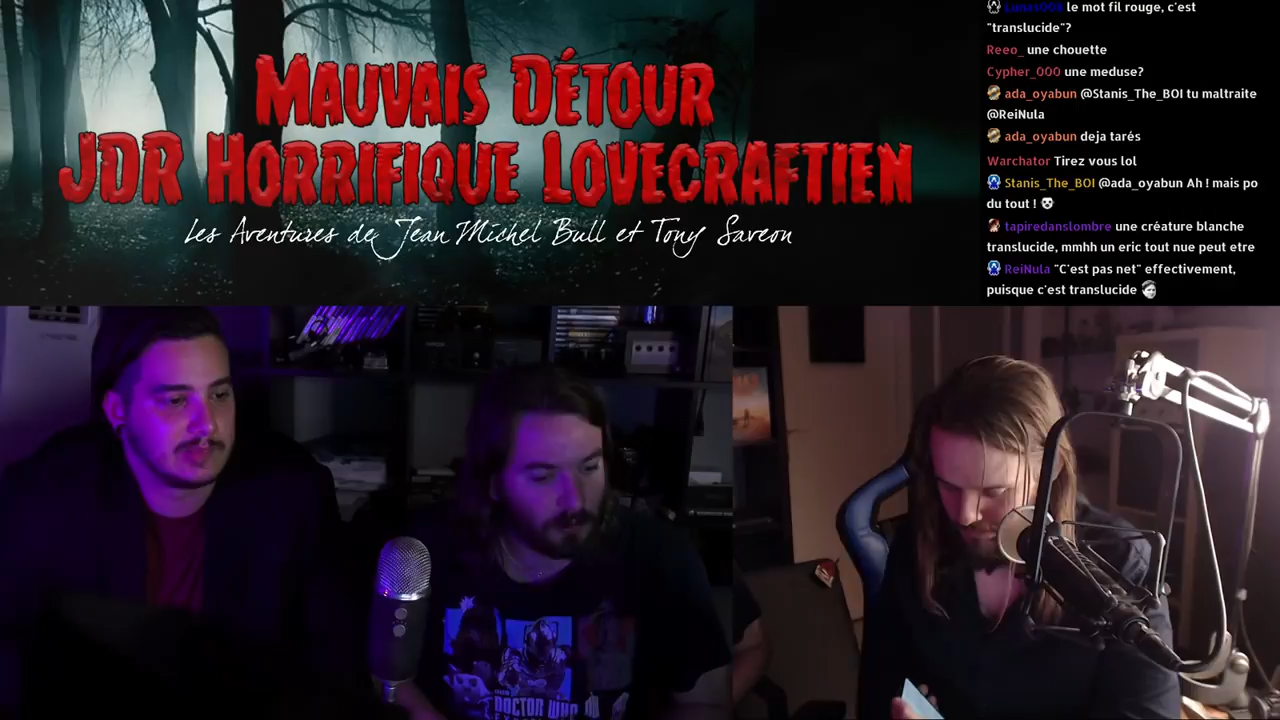 MAUVAIS DÉTOUR
JDR HORRIFIQUE LOVECRAFTIEN
Les Aventures de Jean Michel Bull et Tony Saveon
Lunas008 le mot fil rouge, c'est
"translucide"?
Reeo_ une chouette
Cypher_000 une meduse?
ada_oyabun @Stanis_The_BOI tu maltraite
@ReiNula
ada_oyabun deja tarés
Warchator Tirez vous lol
Stanis_The_BOI @ada_oyabun Ah ! mais po
du tout !
tapiredanslombre une créature blanche
translucide, mmhh un eric tout nue peut etre
ReiNula "C'est pas net" effectivement,
puisque c'est translucide
DOCTOR WHO